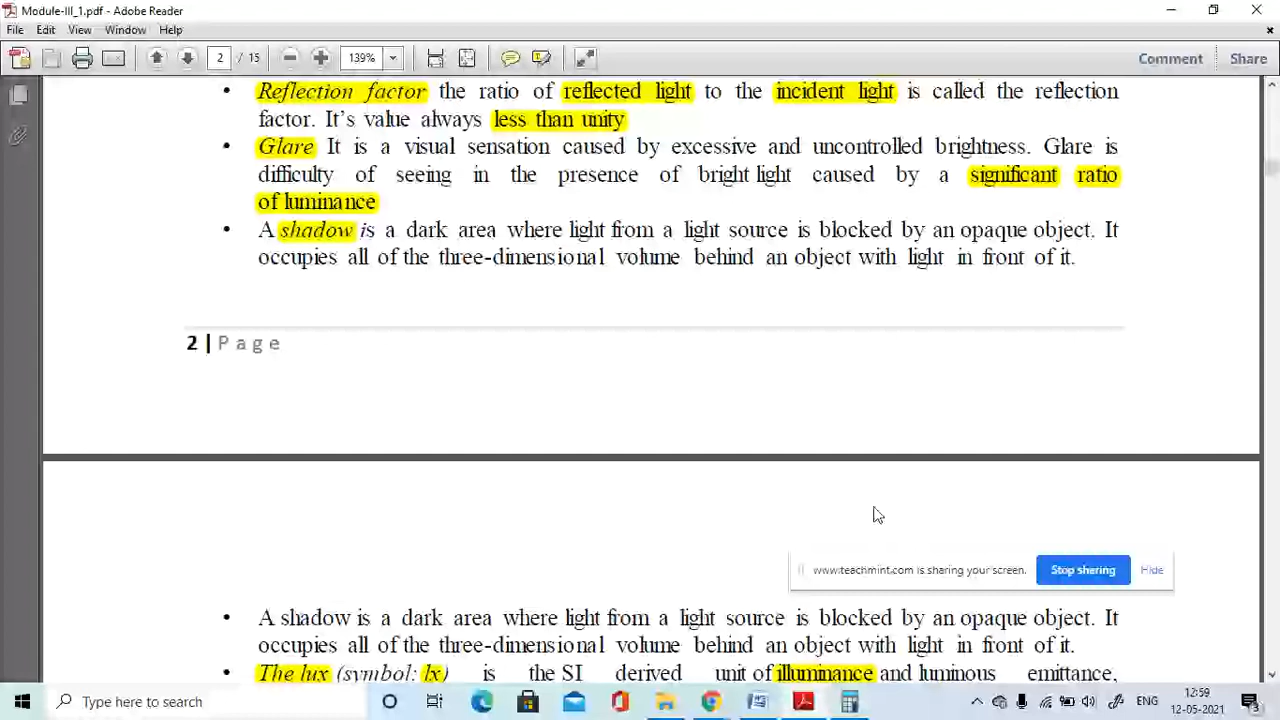 Module-III_1.pdf - Adobe Reader
File Edit View Window Help
2 / 15 139% Comment Share
• Reflection factor the ratio of reflected light to the incident light is called the reflection
factor. It's value always less than unity
• Glare It is a visual sensation caused by excessive and uncontrolled brightness. Glare is
difficulty of seeing in the presence of bright light caused by a significant ratio
of luminance
• A shadow is a dark area where light from a light source is blocked by an opaque object. It
occupies all of the three-dimensional volume behind an object with light in front of it.
2 | Page
www.teachmint.com is sharing your screen. Stop sharing Hide
• A shadow is a dark area where light from a light source is blocked by an opaque object. It
occupies all of the three-dimensional volume behind an object with light in front of it.
• The lux (symbol: lx) is the SI derived unit of illuminance and luminous emittance,
Type here to search
ENG
12:59
12-05-2021
3